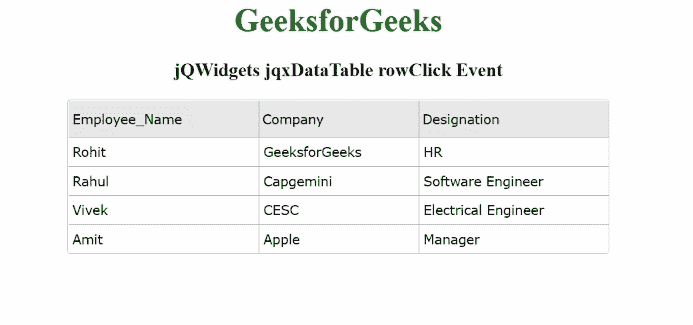 GeeksforGeeks
jQWidgets jqxDataTable rowClick Event
Employee_Name Company Designation
Rohit GeeksforGeeks HR
Rahul Capgemini Software Engineer
Vivek CESC Electrical Engineer
Amit Apple Manager